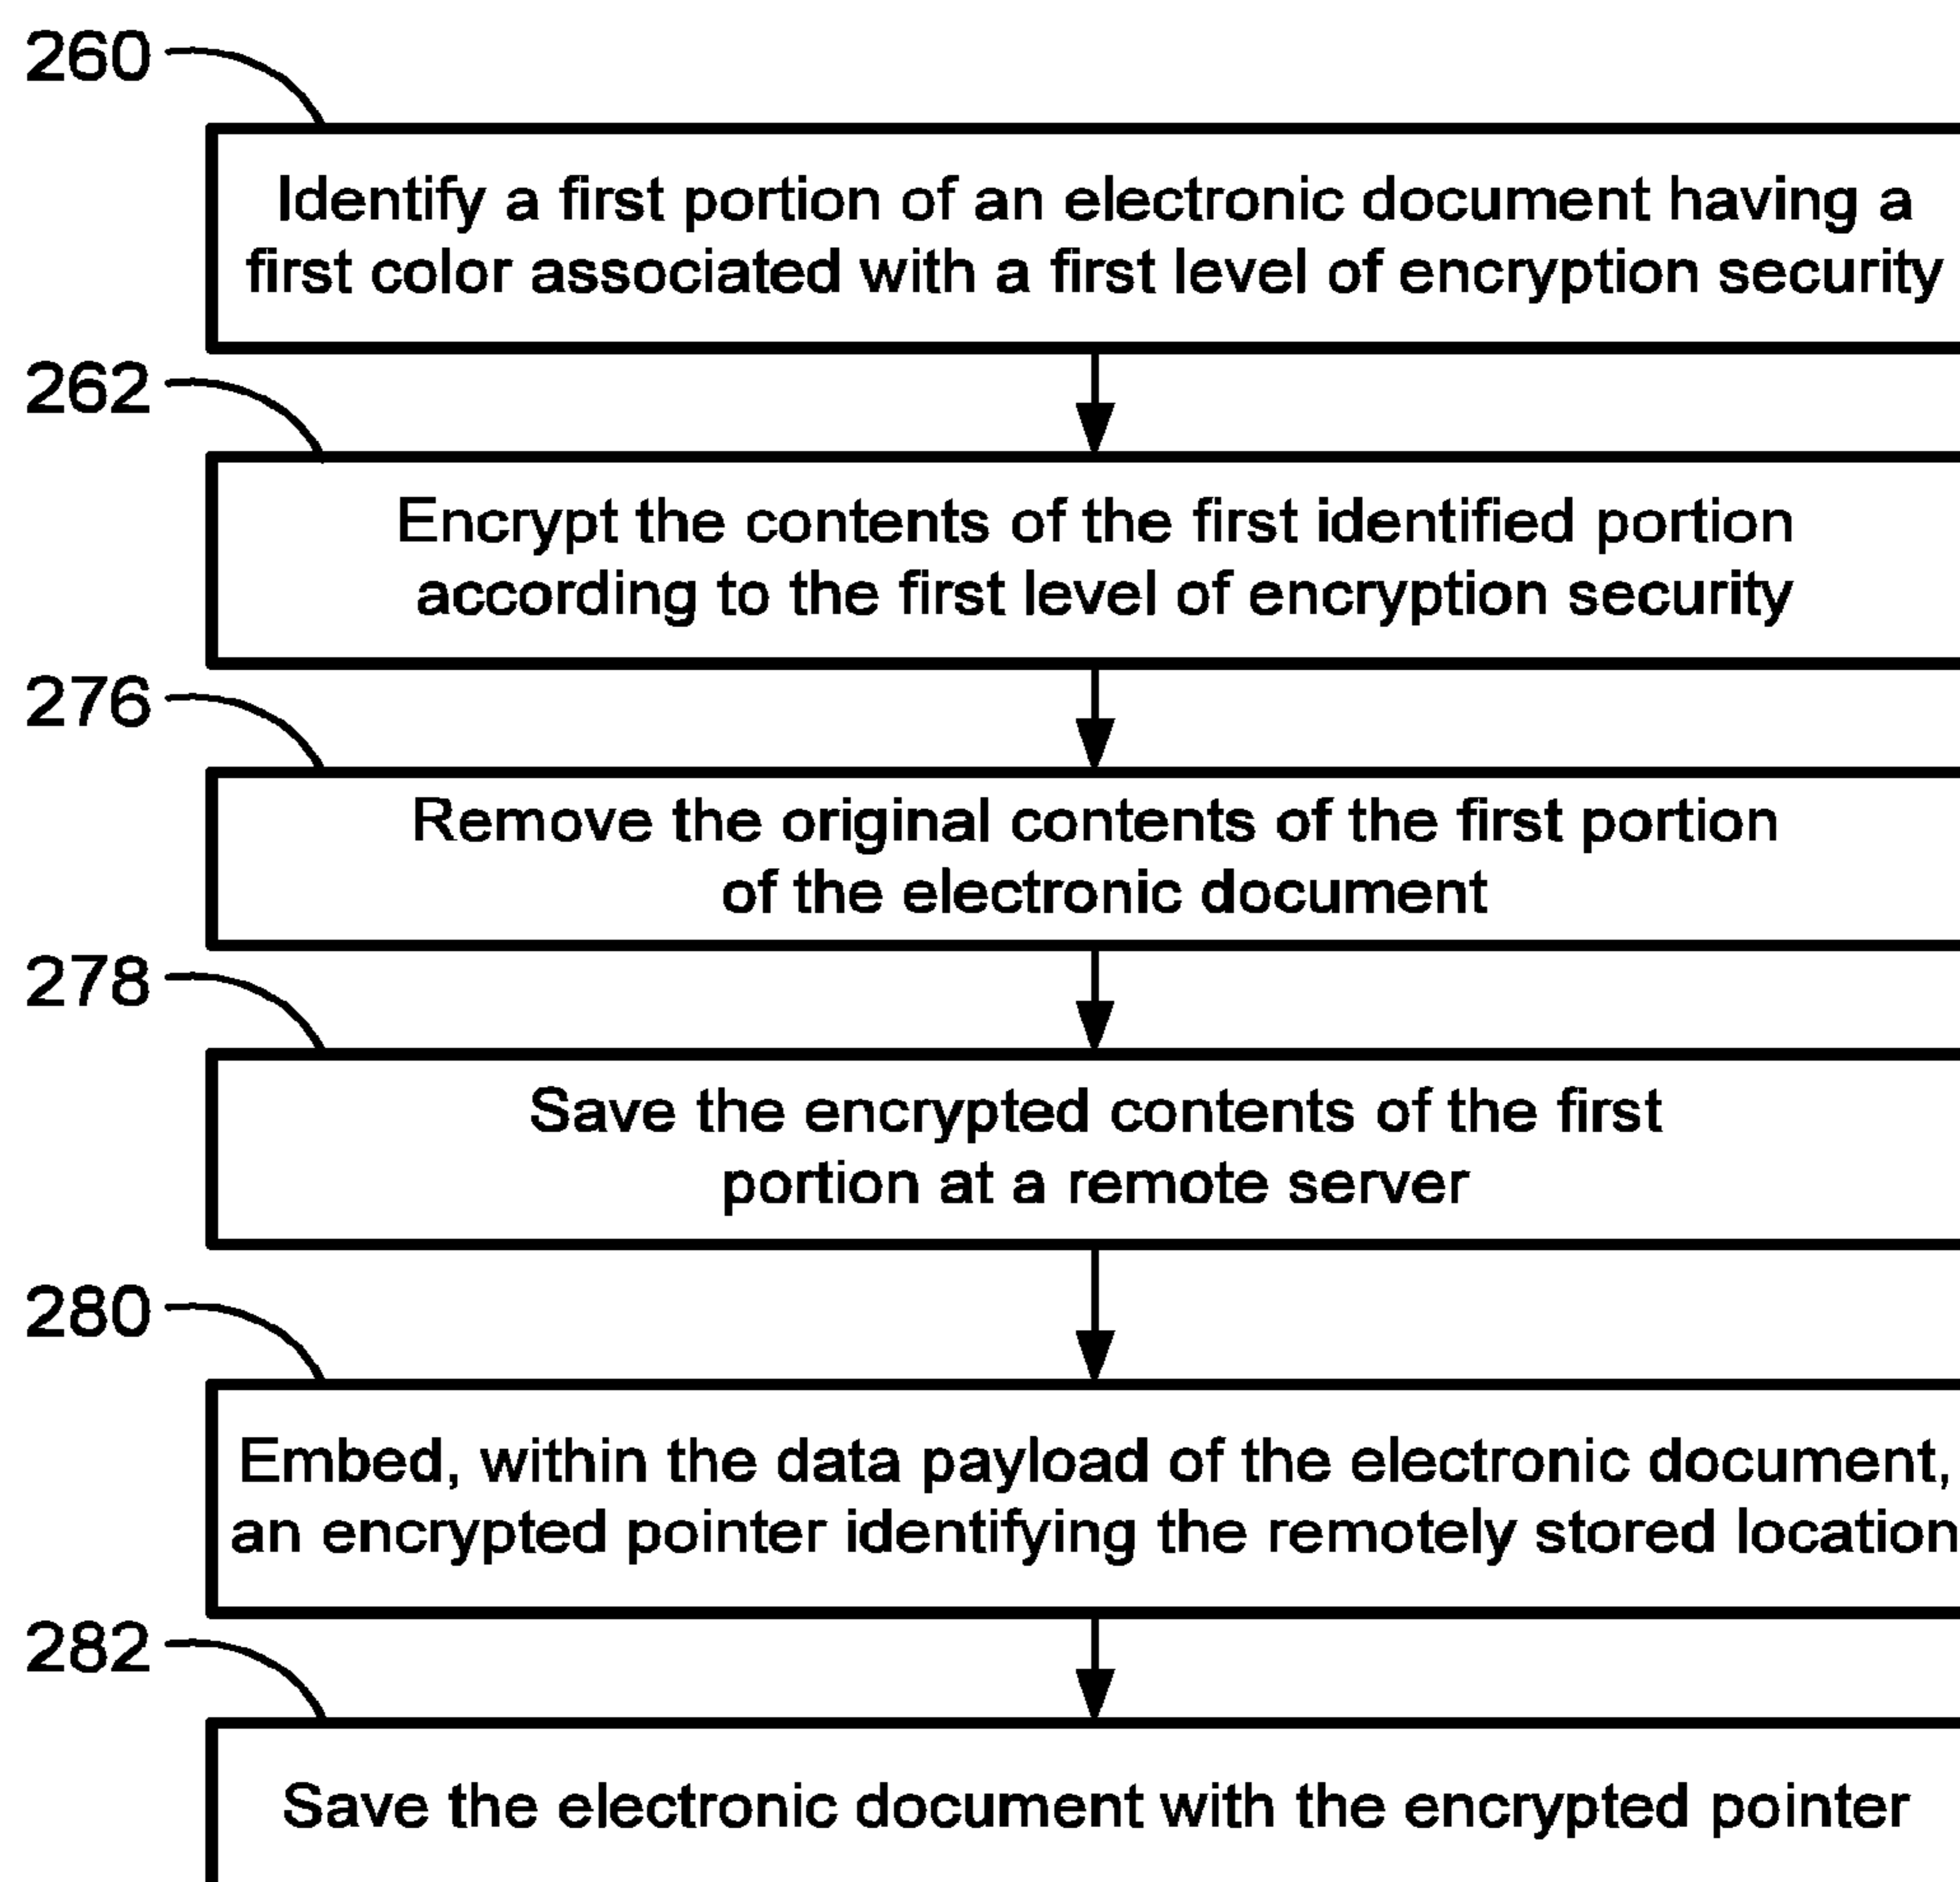 260
Identify a first portion of an electronic document having a
first color associated with a first level of encryption security
262
Encrypt the contents of the first identified portion
according to the first level of encryption security
276
Remove the original contents of the first portion
of the electronic document
278
Save the encrypted contents of the first
portion at a remote server
280
Embed, within the data payload of the electronic document,
an encrypted pointer identifying the remotely stored location
282
Save the electronic document with the encrypted pointer